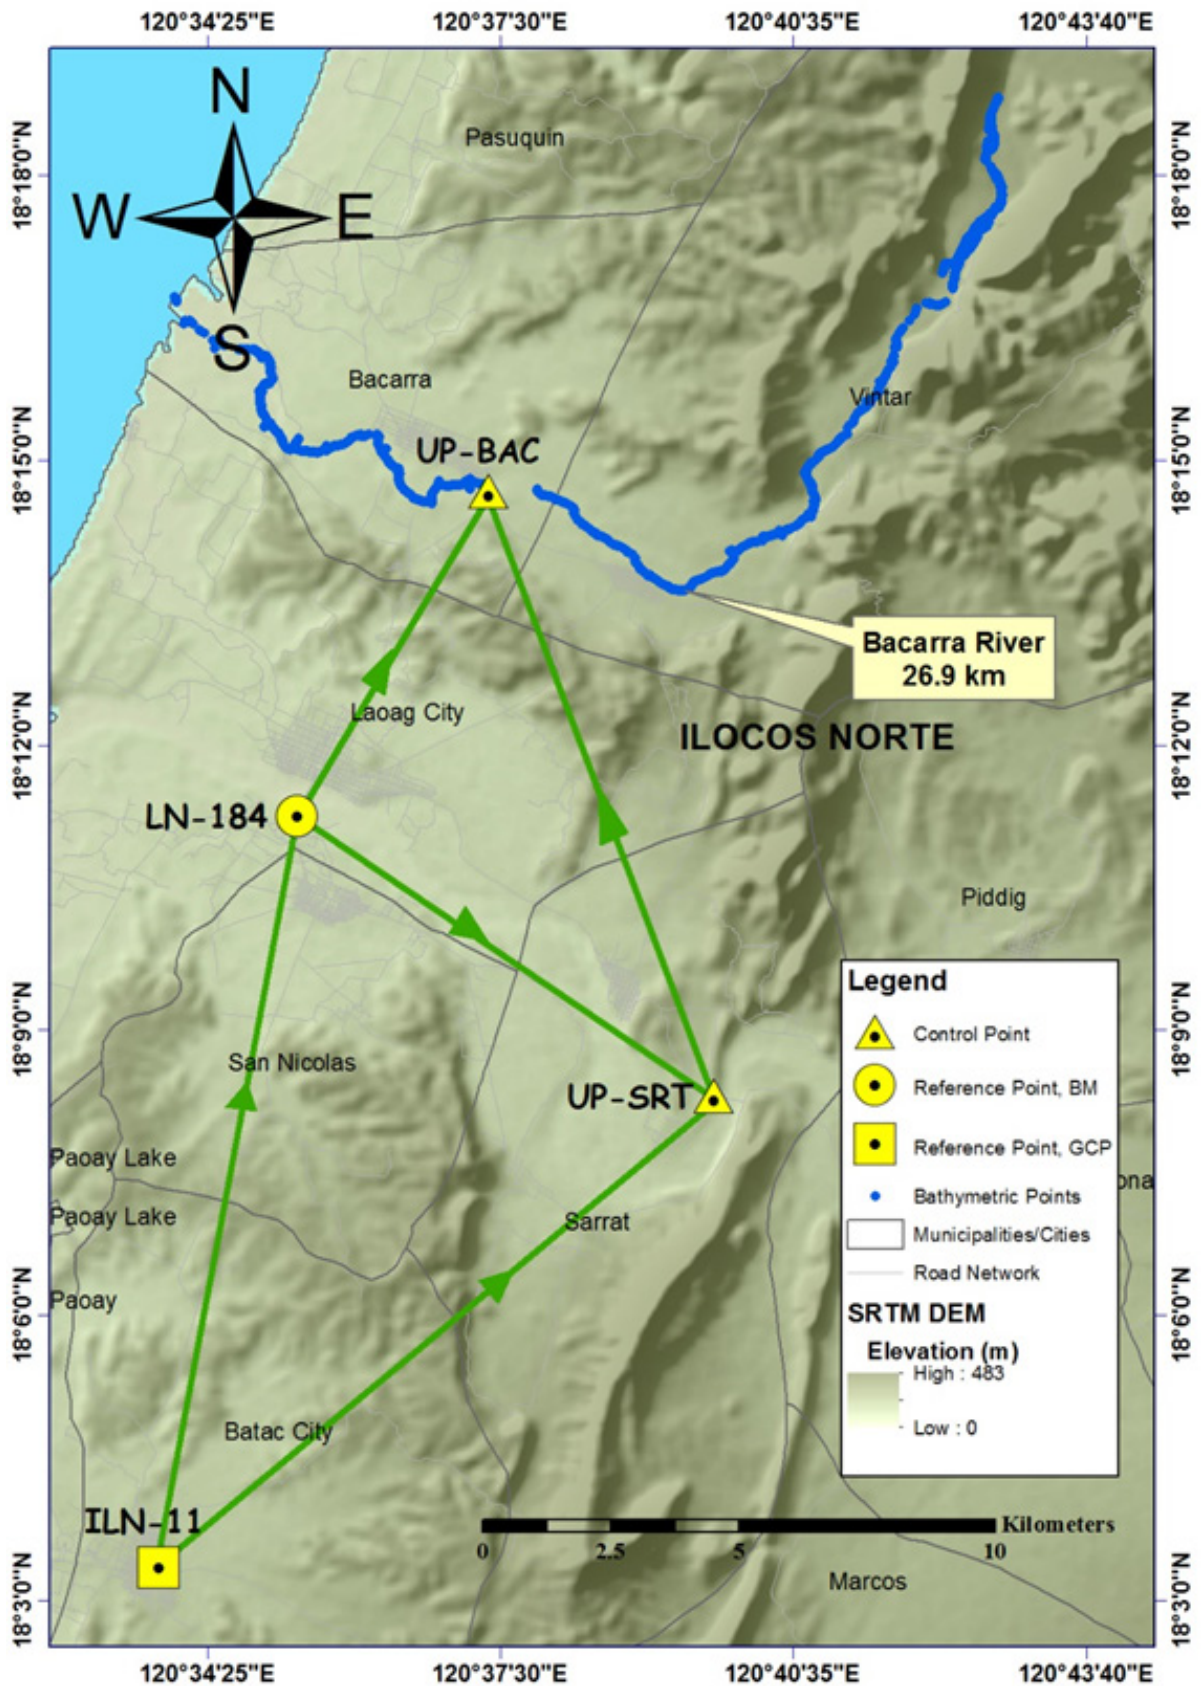 120°34'25"E 120°37'30"E 120°40'35"E 120°43'40"E
N
W E
S
Pasuquin
18°18'0"N 18°18'0"N
Bacarra
Vintar
UP-BAC
18°15'0"N 18°15'0"N
Bacarra River
26.9 km
Laoag City
ILOCOS NORTE
18°12'0"N 18°12'0"N
LN-184
Piddig
Legend
Control Point
Reference Point, BM
Reference Point, GCP
Bathymetric Points
Municipalities/Cities
Road Network
SRTM DEM
Elevation (m)
High : 483
Low : 0
18°9'0"N 18°9'0"N
San Nicolas
UP-SRT
Paoay Lake
ona
Paoay Lake
Sarrat
Paoay
18°6'0"N 18°6'0"N
Batac City
ILN-11
Kilometers
0 2.5 5 10
Marcos
18°3'0"N 18°3'0"N
120°34'25"E 120°37'30"E 120°40'35"E 120°43'40"E